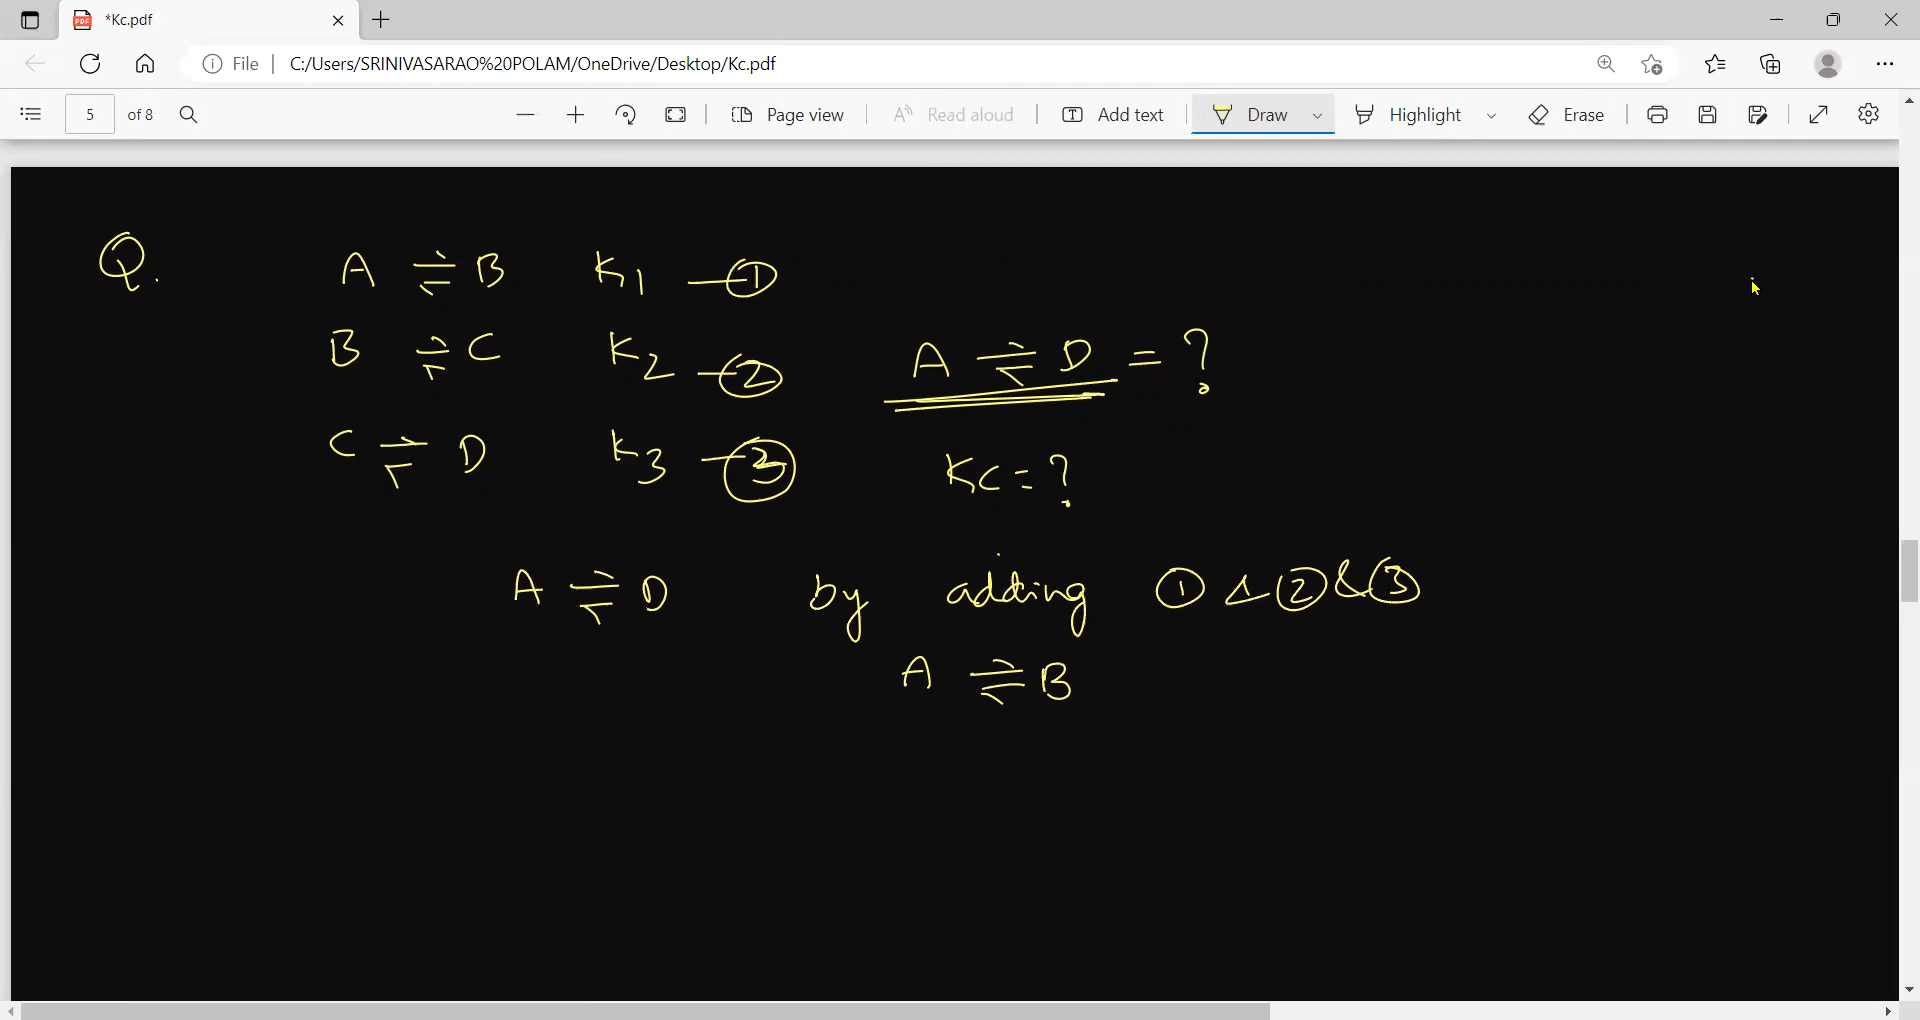 *Kc.pdf
File | C:/Users/SRINIVASARAO%20POLAM/OneDrive/Desktop/Kc.pdf
5 of 8 Page view Read aloud Add text Draw Highlight Erase
Q. A ⇌ B K1 —①
B ⇌ C K2 —② A ⇌ D = ?
C ⇌ D K3 —③ Kc = ?
A ⇌ D by adding ① & ② & ③
A ⇌ B